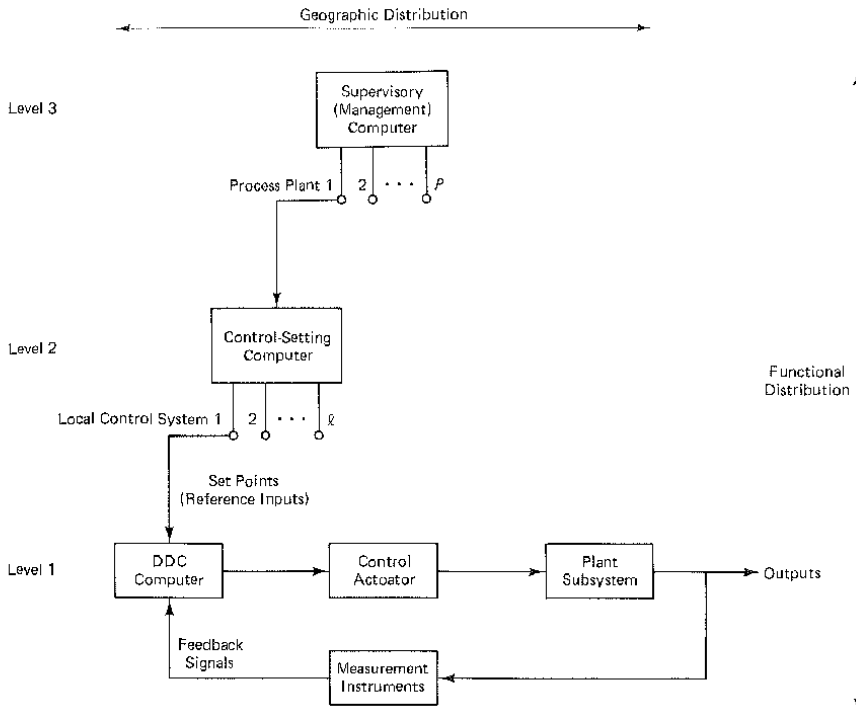 Geographic Distribution
Level 3
Supervisory
(Management)
Computer
Process Plant 1 2 · · · P
Level 2
Control-Setting
Computer
Functional
Distribution
Local Control System 1 2 · · · ℓ
Set Points
(Reference Inputs)
Level 1
DDC
Computer
Control
Actoator
Plant
Subsystem
Outputs
Feedback
Signals
Measurement
Instruments